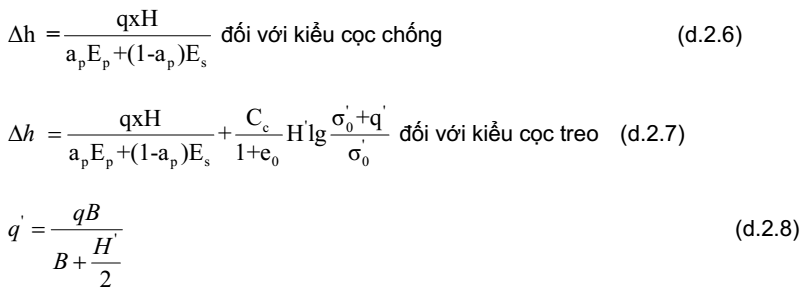 Δh = qxH / (a_pE_p+(1-a_p)E_s) đối với kiểu cọc chống (d.2.6)
Δh = qxH / (a_pE_p+(1-a_p)E_s) + C_c / (1+e_0) H'lg (σ'_0+q') / σ'_0 đối với kiểu cọc treo (d.2.7)
q' = qB / (B + H'/2) (d.2.8)